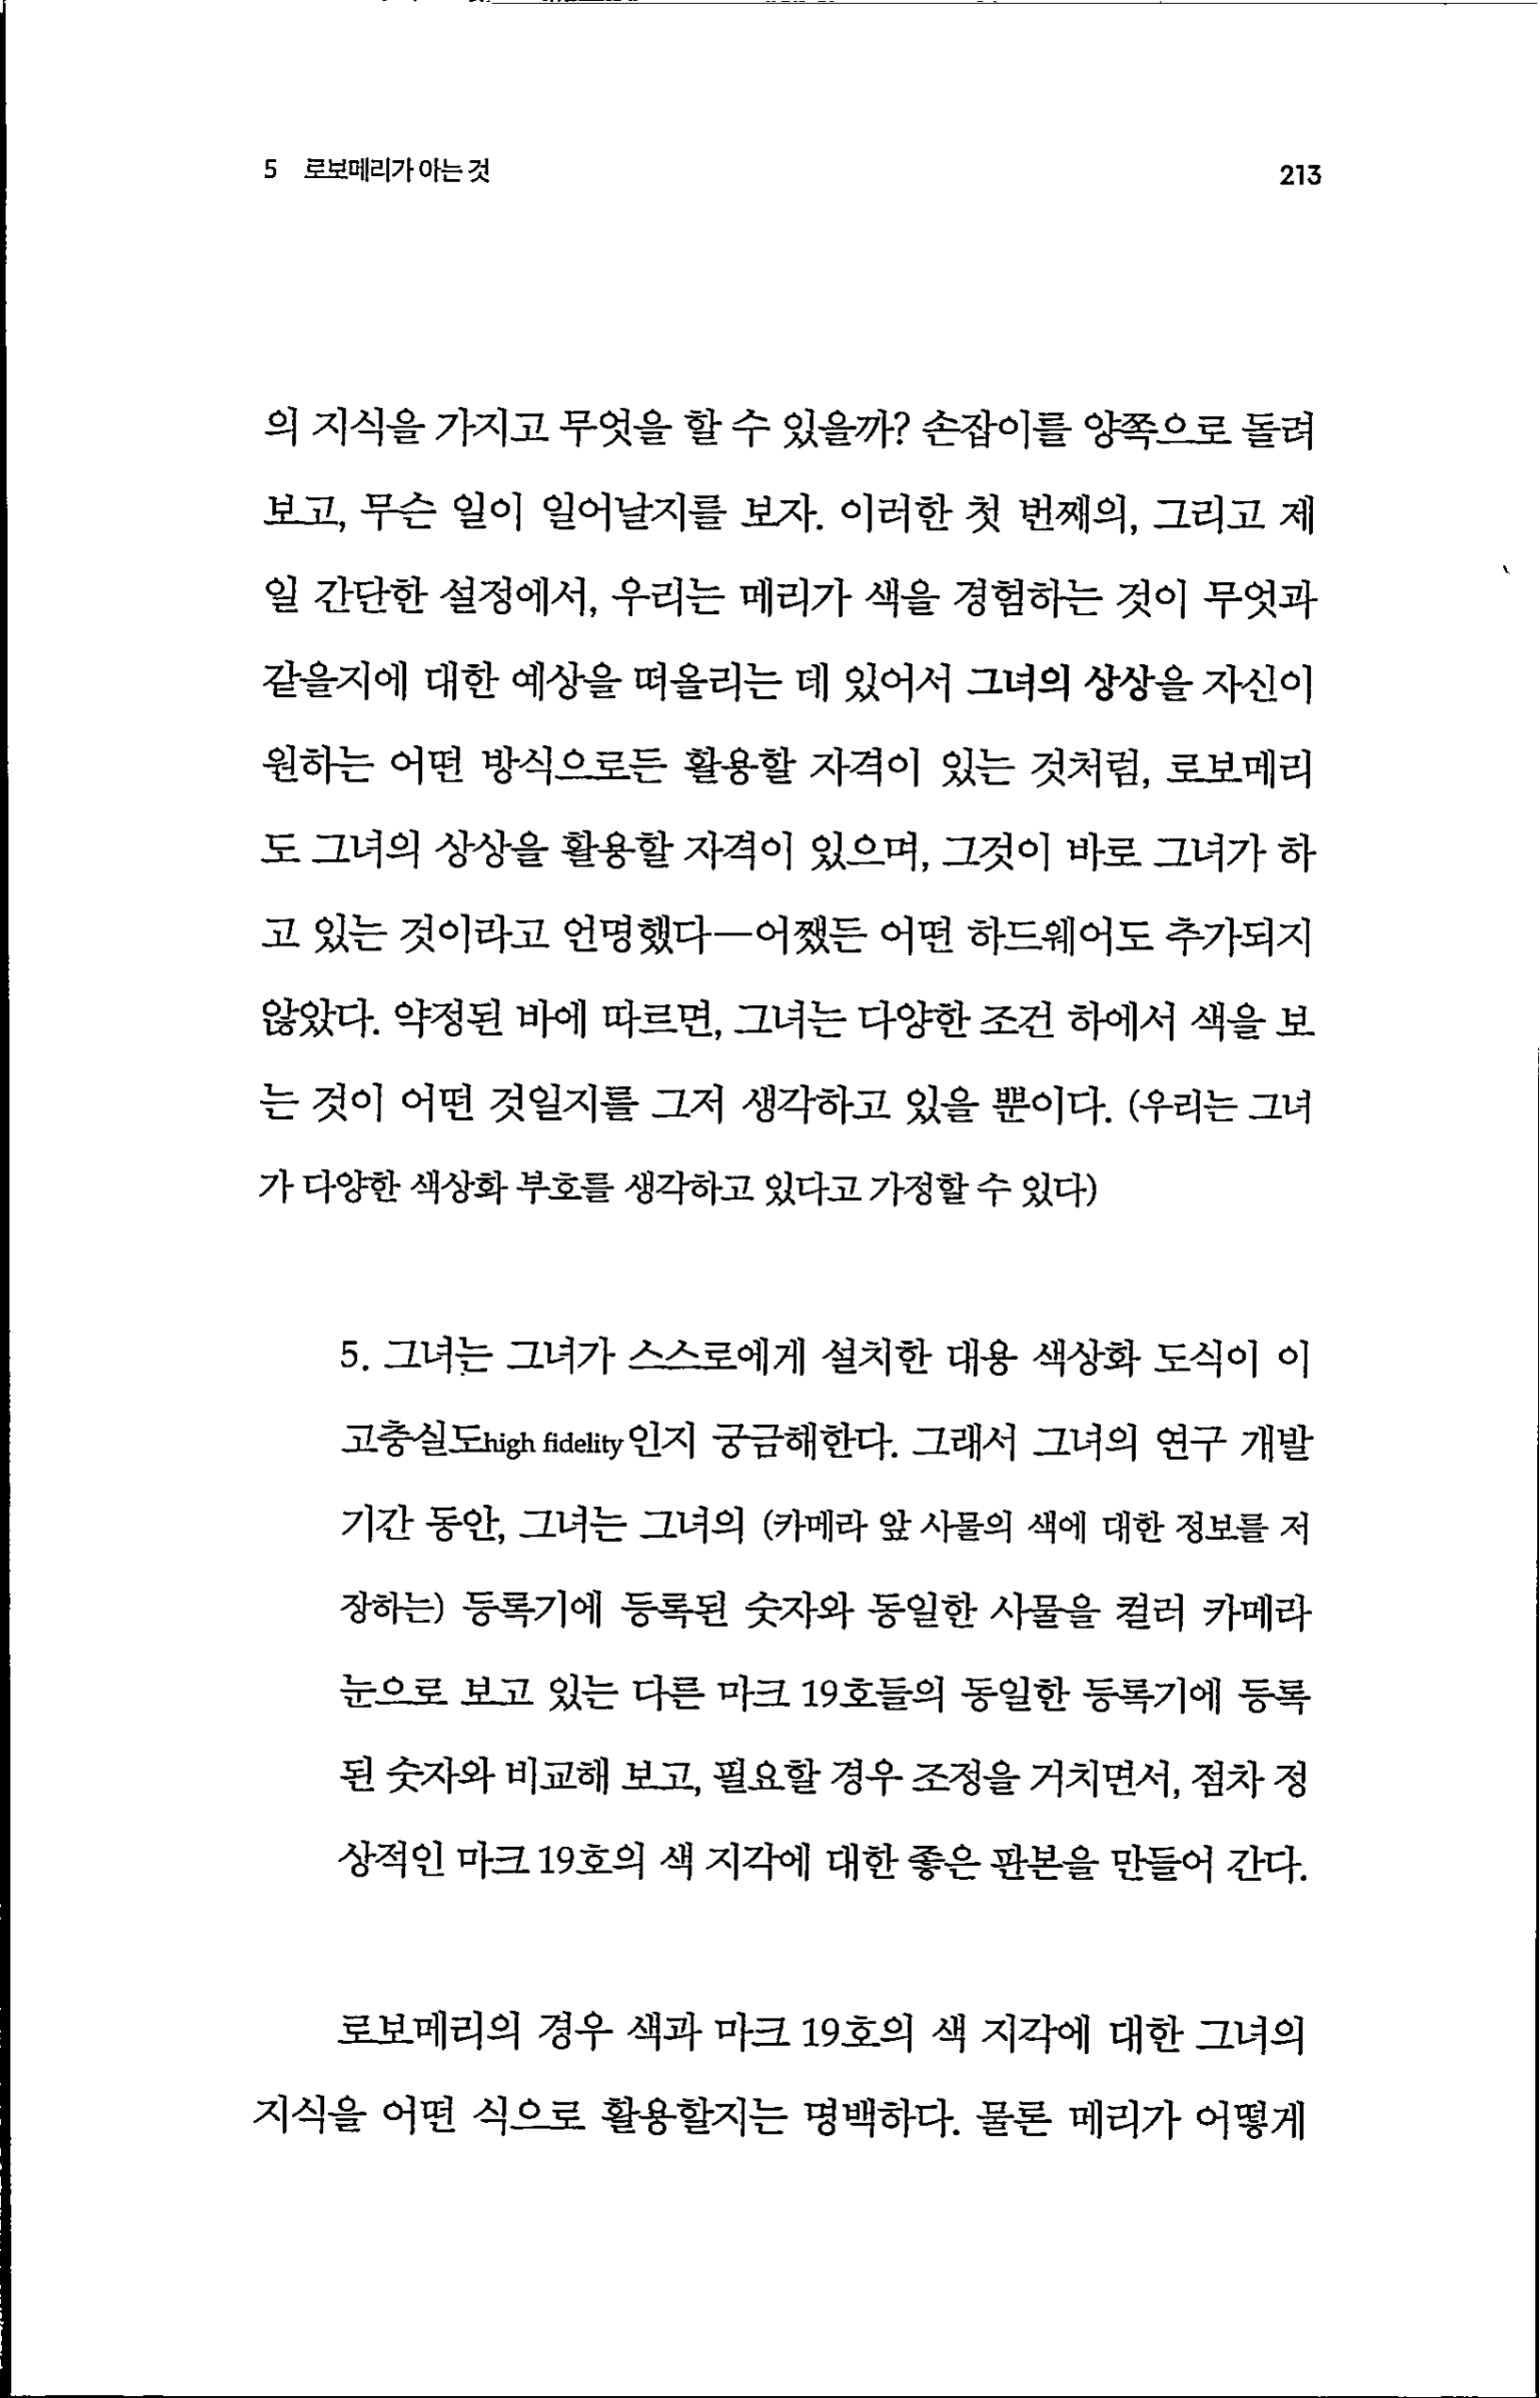 5 로보메리가 아는 것
213
의 지식을 가지고 무엇을 할 수 있을까? 손잡이를 양쪽으로 돌려
보고, 무슨 일이 일어날지를 보자. 이러한 첫 번째의, 그리고 제
일 간단한 설정에서, 우리는 메리가 색을 경험하는 것이 무엇과
같을지에 대한 예상을 떠올리는 데 있어서 그녀의 상상을 자신이
원하는 어떤 방식으로든 활용할 자격이 있는 것처럼, 로보메리
도 그녀의 상상을 활용할 자격이 있으며, 그것이 바로 그녀가 하
고 있는 것이라고 언명했다—어쨌든 어떤 하드웨어도 추가되지
않았다. 약정된 바에 따르면, 그녀는 다양한 조건 하에서 색을 보
는 것이 어떤 것일지를 그저 생각하고 있을 뿐이다. (우리는 그녀
가 다양한 색상화 부호를 생각하고 있다고 가정할 수 있다)
5. 그녀는 그녀가 스스로에게 설치한 대용 색상화 도식이 이
고충실도high fidelity인지 궁금해한다. 그래서 그녀의 연구 개발
기간 동안, 그녀는 그녀의 (카메라 앞 사물의 색에 대한 정보를 저
장하는) 등록기에 등록된 숫자와 동일한 사물을 컬러 카메라
눈으로 보고 있는 다른 마크 19호들의 동일한 등록기에 등록
된 숫자와 비교해 보고, 필요할 경우 조정을 거치면서, 점차 정
상적인 마크 19호의 색 지각에 대한 좋은 판본을 만들어 간다.
로보메리의 경우 색과 마크 19호의 색 지각에 대한 그녀의
지식을 어떤 식으로 활용할지는 명백하다. 물론 메리가 어떻게